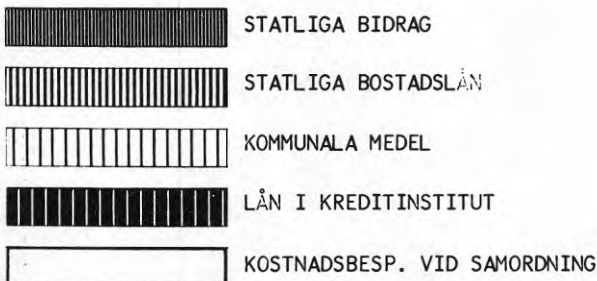 STATLIGA BIDRAG
STATLIGA BOSTADSLÅN
KOMMUNALA MEDEL
LÅN I KREDITINSTITUT
KOSTNADSBESP. VID SAMORDNING